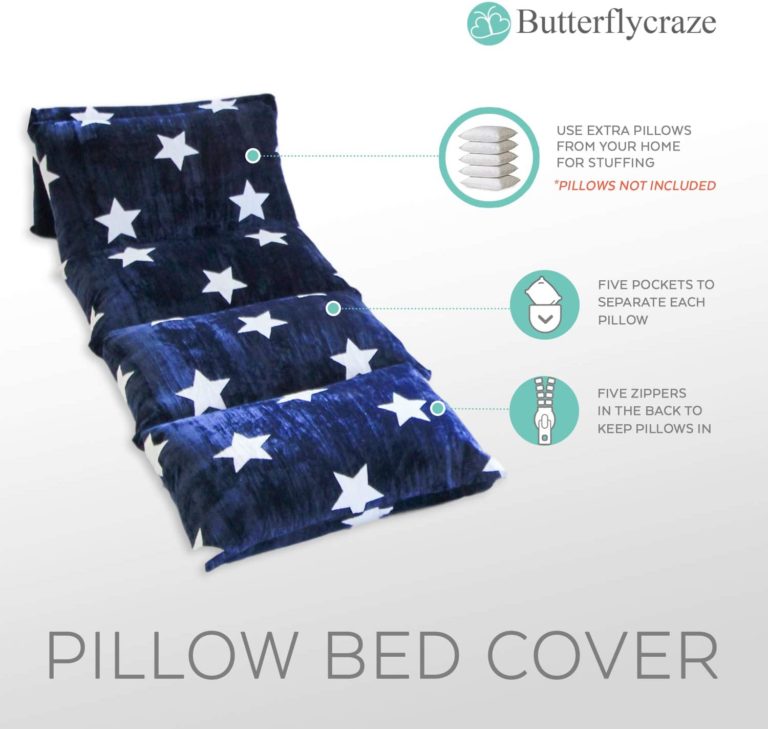 Butterflycraze
USE EXTRA PILLOWS
FROM YOUR HOME
FOR STUFFING
*PILLOWS NOT INCLUDED
FIVE POCKETS TO
SEPARATE EACH
PILLOW
FIVE ZIPPERS
IN THE BACK TO
KEEP PILLOWS IN
PILLOW BED COVER